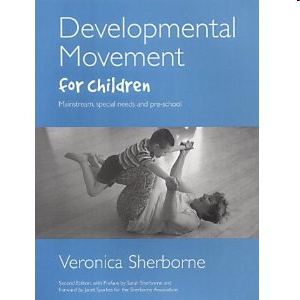 Developmental
Movement
for children
Mainstream, special needs and pre-school
Veronica Sherborne
Second Edition, with Preface by Sarah Sherborne and
Foreword by Janet Sparkes for the Sherborne Association